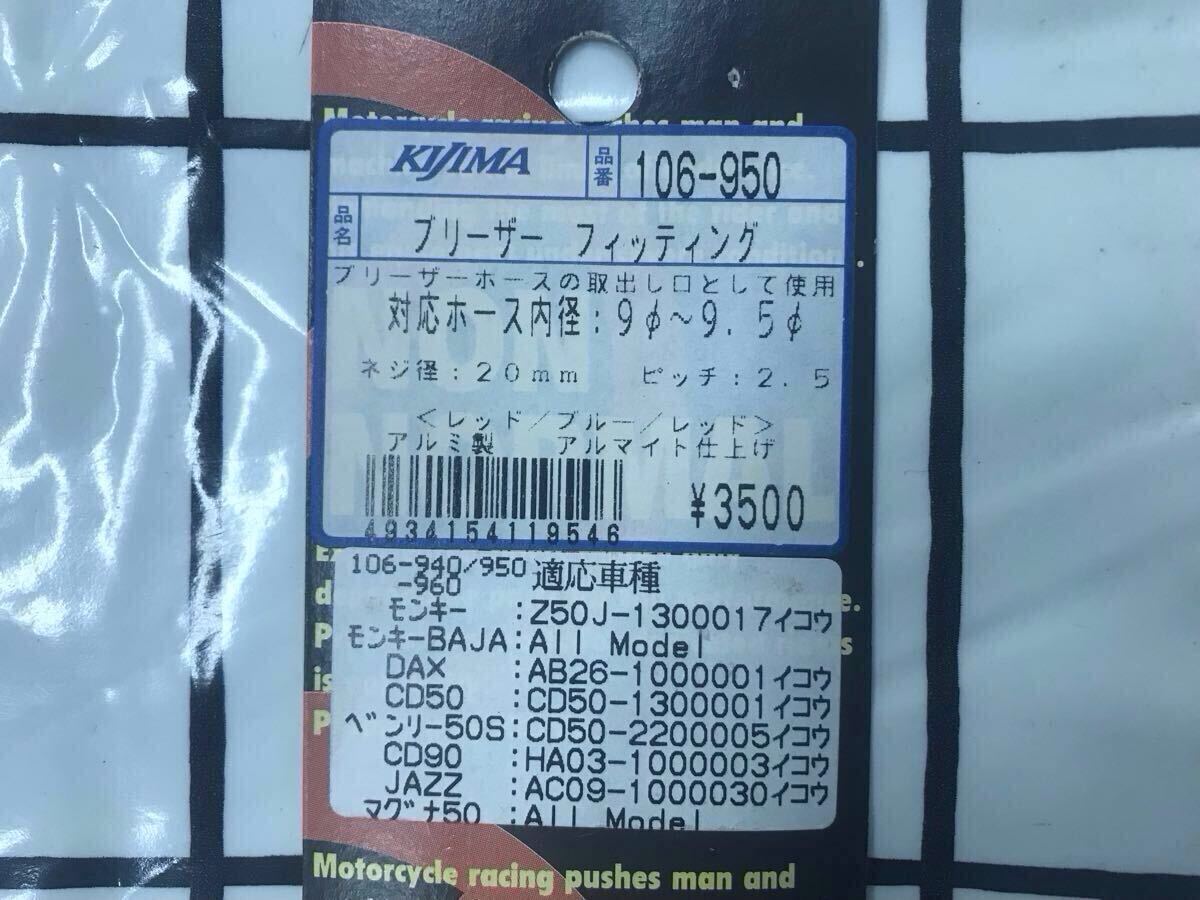 Motorcycle racing pushes man and
KIJIMA 品番 106-950
品名 ブリーザー フィッティング
ブリーザーホースの取出し口として使用
対応ホース内径:9φ~9.5φ
ネジ径:20mm ピッチ:2.5
<レッド/ブルー/レッド>
アルミ製 アルマイト仕上げ
¥3500
4934154119546
106-940/950 適応車種
-960
モンキー :Z50J-1300017イコウ
モンキーBAJA:All Model
DAX :AB26-1000001イコウ
CD50 :CD50-1300001イコウ
ベンリー50S:CD50-2200005イコウ
CD90 :HA03-1000003イコウ
JAZZ :AC09-1000030イコウ
マグナ50 :All Model
Motorcycle racing pushes man and